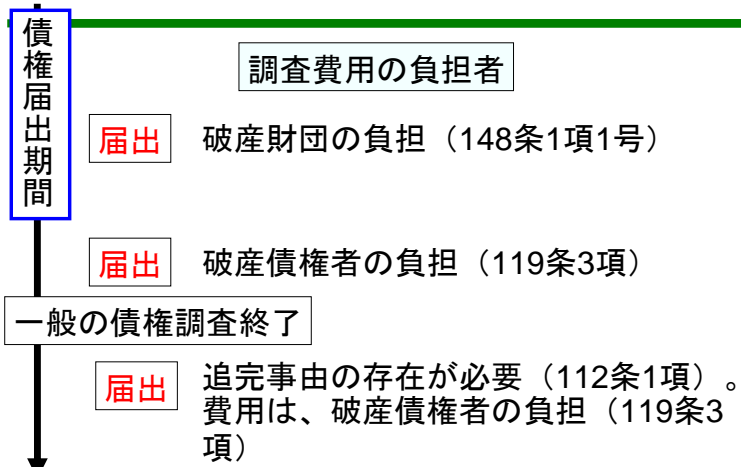 債権届出期間
調査費用の負担者
届出 破産財団の負担（148条1項1号）
届出 破産債権者の負担（119条3項）
一般の債権調査終了
届出 追完事由の存在が必要（112条1項）。
費用は、破産債権者の負担（119条3
項）